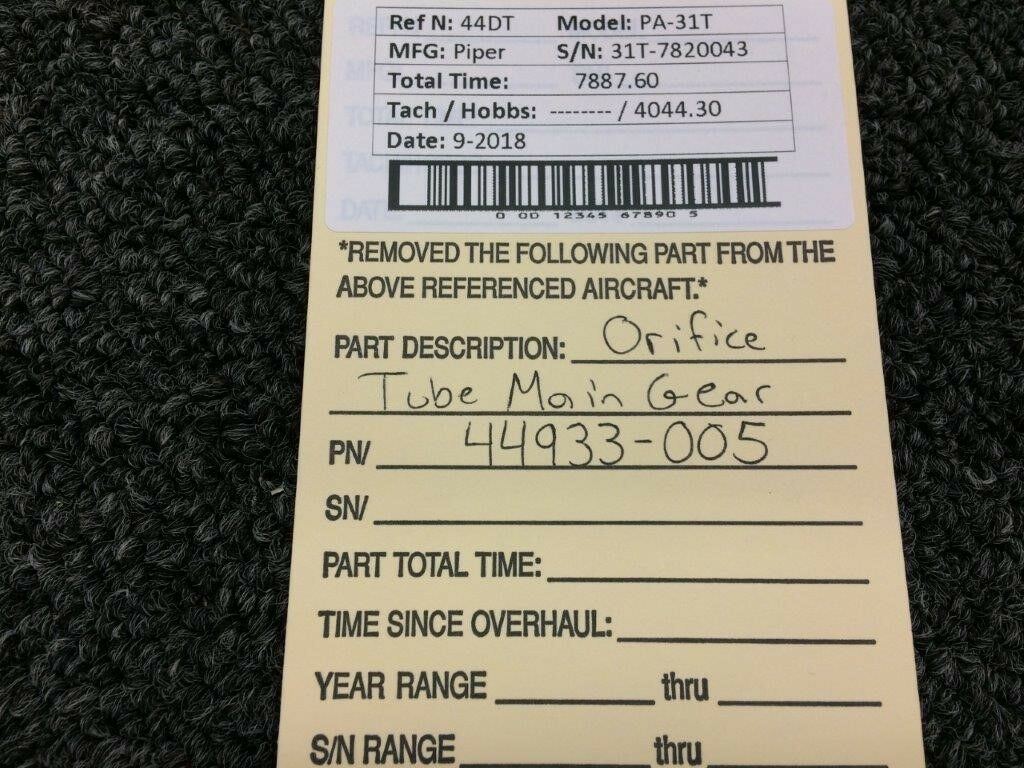 Ref N: 44DT Model: PA-31T
MFG: Piper S/N: 31T-7820043
Total Time: 7887.60
Tach / Hobbs: -------- / 4044.30
Date: 9-2018
0 00 12345 67890 5
*REMOVED THE FOLLOWING PART FROM THE
ABOVE REFERENCED AIRCRAFT.*
PART DESCRIPTION: Orifice
Tube Main Gear
PN/ 44933-005
SN/
PART TOTAL TIME:
TIME SINCE OVERHAUL:
YEAR RANGE thru
S/N RANGE thru